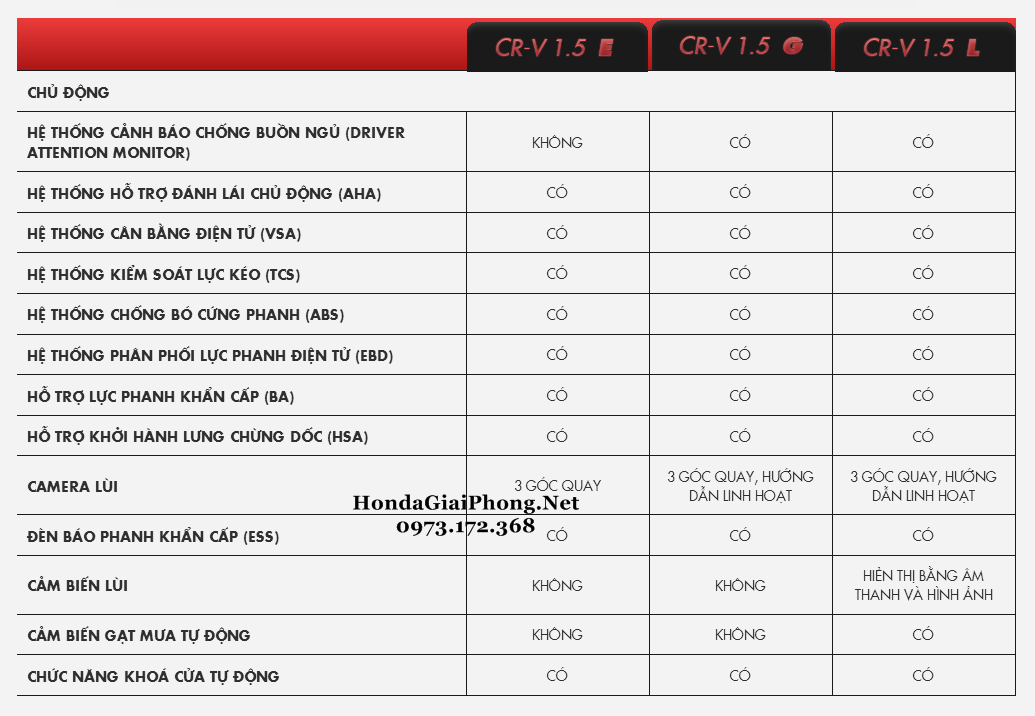 CR-V 1.5 E
CR-V 1.5 G
CR-V 1.5 L
CHỦ ĐỘNG
HỆ THỐNG CẢNH BÁO CHỐNG BUỒN NGỦ (DRIVER
ATTENTION MONITOR)
KHÔNG
CÓ
CÓ
HỆ THỐNG HỖ TRỢ ĐÁNH LÁI CHỦ ĐỘNG (AHA)
CÓ
CÓ
CÓ
HỆ THỐNG CÂN BẰNG ĐIỆN TỬ (VSA)
CÓ
CÓ
CÓ
HỆ THỐNG KIỂM SOÁT LỰC KÉO (TCS)
CÓ
CÓ
CÓ
HỆ THỐNG CHỐNG BÓ CỨNG PHANH (ABS)
CÓ
CÓ
CÓ
HỆ THỐNG PHÂN PHỐI LỰC PHANH ĐIỆN TỬ (EBD)
CÓ
CÓ
CÓ
HỖ TRỢ LỰC PHANH KHẨN CẤP (BA)
CÓ
CÓ
CÓ
HỖ TRỢ KHỞI HÀNH LƯNG CHỪNG DỐC (HSA)
CÓ
CÓ
CÓ
CAMERA LÙI
3 GÓC QUAY
3 GÓC QUAY, HƯỚNG
DẪN LINH HOẠT
3 GÓC QUAY, HƯỚNG
DẪN LINH HOẠT
HondaGiaiPhong.Net
0973.172.368
ĐÈN BÁO PHANH KHẨN CẤP (ESS)
CÓ
CÓ
CÓ
CẢM BIẾN LÙI
KHÔNG
KHÔNG
HIỂN THỊ BẰNG ÂM
THANH VÀ HÌNH ẢNH
CẢM BIẾN GẠT MƯA TỰ ĐỘNG
KHÔNG
KHÔNG
CÓ
CHỨC NĂNG KHOÁ CỬA TỰ ĐỘNG
CÓ
CÓ
CÓ